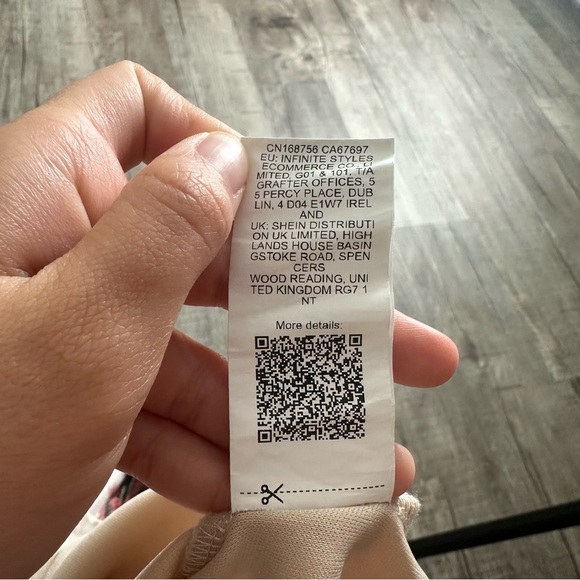 CN168756 CA67697
EU: INFINITE STYLES
ECOMMERCE CO., LI
MITED, G01 & 101, T/A
GRAFTER OFFICES, 5
5 PERCY PLACE, DUB
LIN, 4 D04 E1W7 IREL
AND
UK: SHEIN DISTRIBUTI
ON UK LIMITED, HIGH
LANDS HOUSE BASIN
GSTOKE ROAD, SPEN
CERS
WOOD READING, UNI
TED KINGDOM RG7 1
NT
More details: